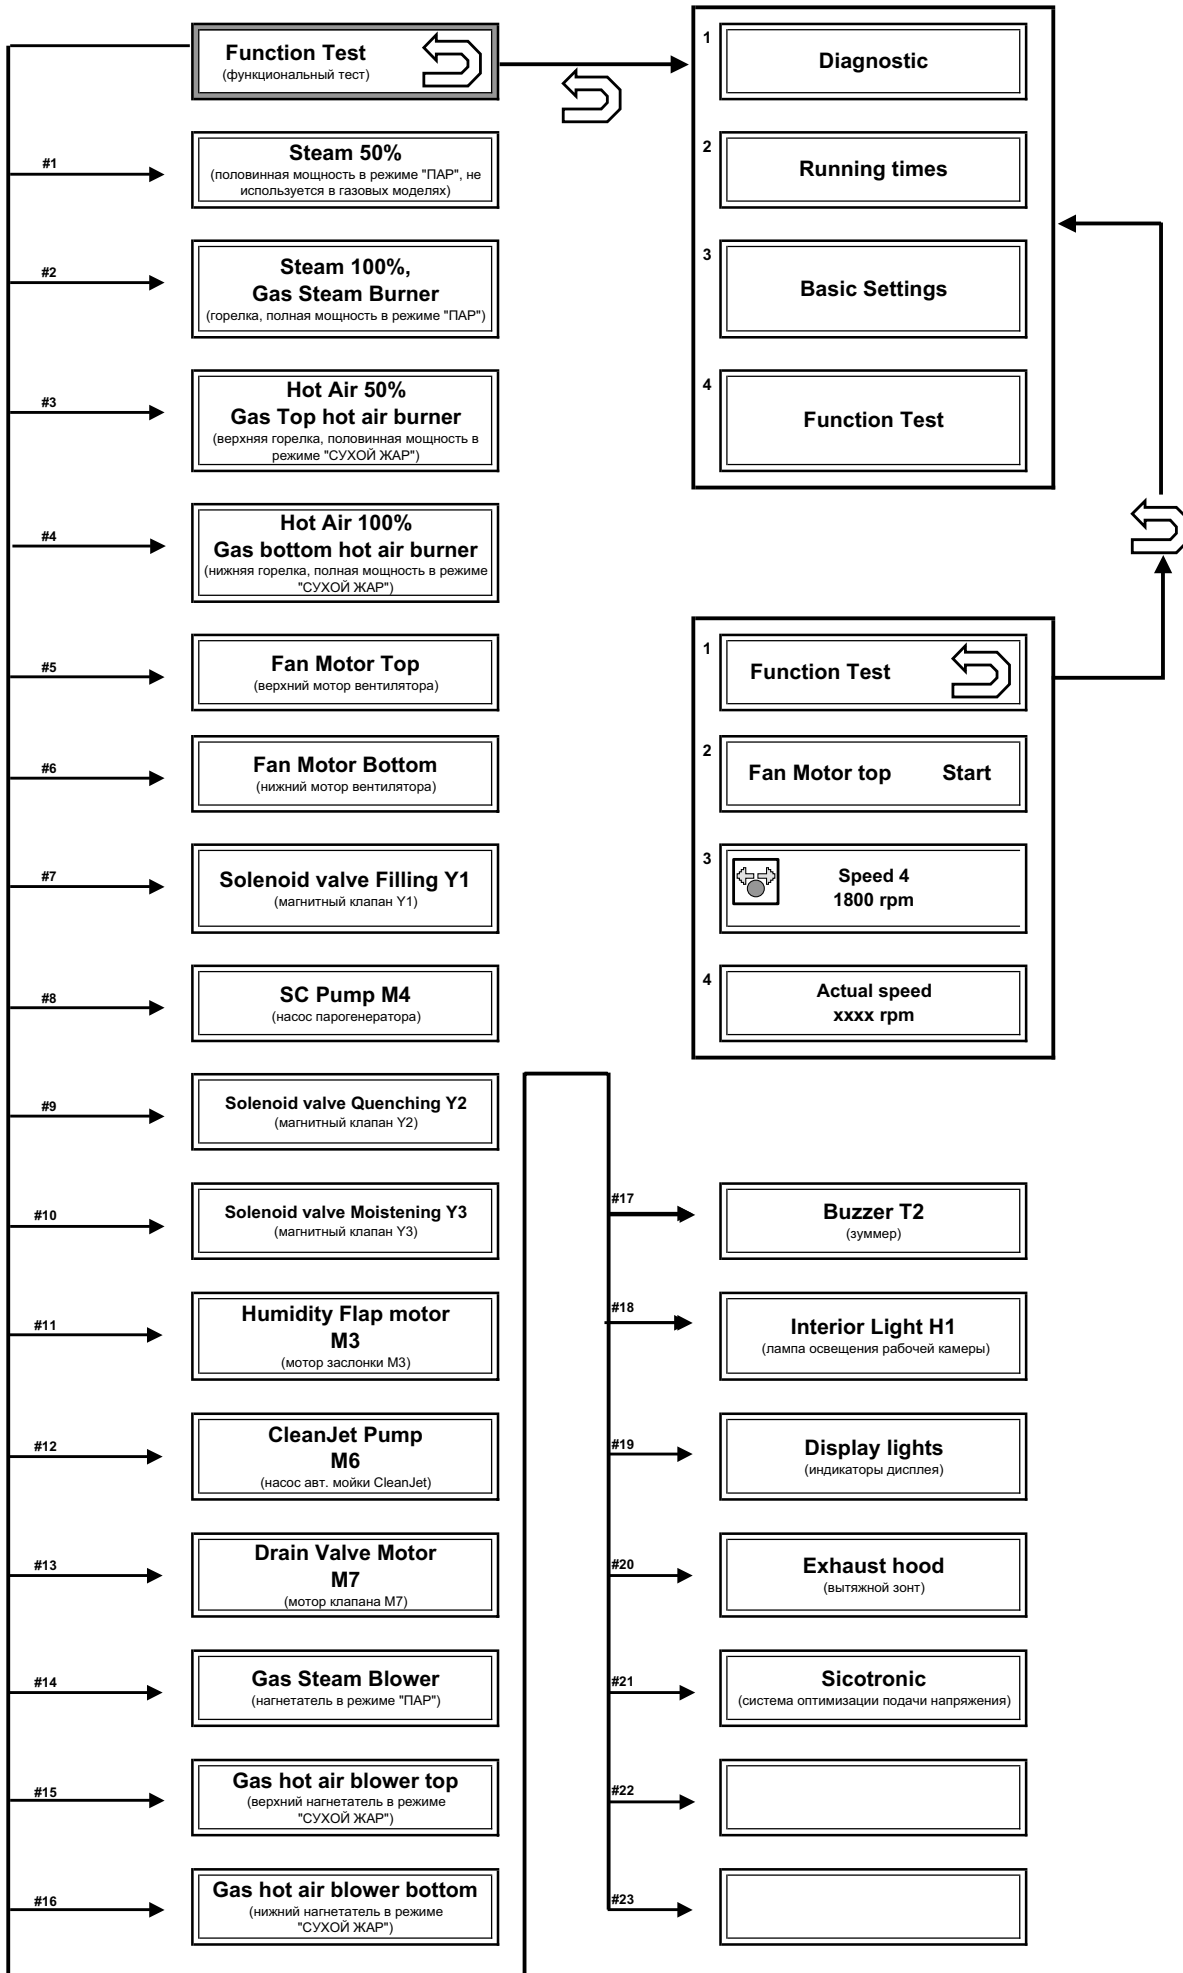 Function Test
(функциональный тест)
#1
Steam 50%
(половинная мощность в режиме "ПАР", не
используется в газовых моделях)
#2
Steam 100%,
Gas Steam Burner
(горелка, полная мощность в режиме "ПАР")
#3
Hot Air 50%
Gas Top hot air burner
(верхняя горелка, половинная мощность в
режиме "СУХОЙ ЖАР")
#4
Hot Air 100%
Gas bottom hot air burner
(нижняя горелка, полная мощность в режиме
"СУХОЙ ЖАР")
#5
Fan Motor Top
(верхний мотор вентилятора)
#6
Fan Motor Bottom
(нижний мотор вентилятора)
#7
Solenoid valve Filling Y1
(магнитный клапан Y1)
#8
SC Pump M4
(насос парогенератора)
#9
Solenoid valve Quenching Y2
(магнитный клапан Y2)
#10
Solenoid valve Moistening Y3
(магнитный клапан Y3)
#11
Humidity Flap motor
M3
(мотор заслонки M3)
#12
CleanJet Pump
M6
(насос авт. мойки CleanJet)
#13
Drain Valve Motor
M7
(мотор клапана M7)
#14
Gas Steam Blower
(нагнетатель в режиме "ПАР")
#15
Gas hot air blower top
(верхний нагнетатель в режиме
"СУХОЙ ЖАР")
#16
Gas hot air blower bottom
(нижний нагнетатель в режиме
"СУХОЙ ЖАР")
1
Diagnostic
2
Running times
3
Basic Settings
4
Function Test
1
Function Test
2
Fan Motor top Start
3
Speed 4
1800 rpm
4
Actual speed
xxxx rpm
#17
Buzzer T2
(зуммер)
#18
Interior Light H1
(лампа освещения рабочей камеры)
#19
Display lights
(индикаторы дисплея)
#20
Exhaust hood
(вытяжной зонт)
#21
Sicotronic
(система оптимизации подачи напряжения)
#22
#23